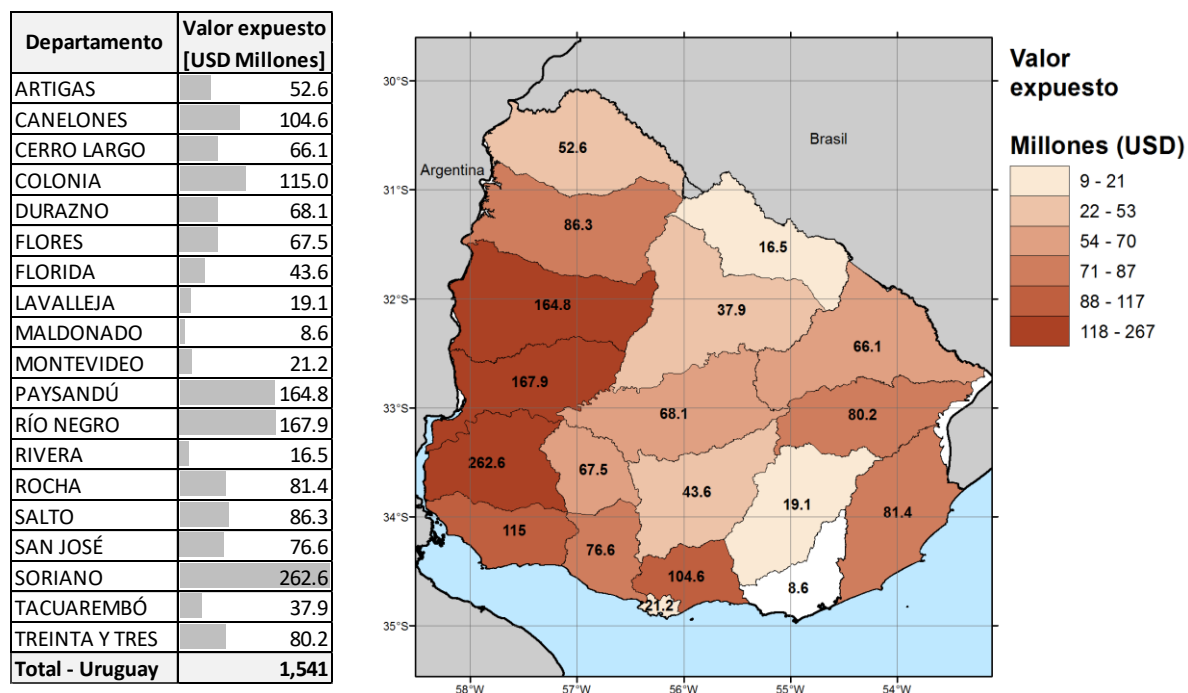 Departamento Valor expuesto [USD Millones]
ARTIGAS 52.6
CANELONES 104.6
CERRO LARGO 66.1
COLONIA 115.0
DURAZNO 68.1
FLORES 67.5
FLORIDA 43.6
LAVALLEJA 19.1
MALDONADO 8.6
MONTEVIDEO 21.2
PAYSANDÚ 164.8
RÍO NEGRO 167.9
RIVERA 16.5
ROCHA 81.4
SALTO 86.3
SAN JOSÉ 76.6
SORIANO 262.6
TACUAREMBÓ 37.9
TREINTA Y TRES 80.2
Total - Uruguay 1,541
30°S
31°S
32°S
33°S
34°S
35°S
Brasil
Argentina
52.6
86.3
16.5
164.8
37.9
66.1
167.9
68.1
80.2
262.6
67.5
43.6
19.1
81.4
115
76.6
104.6
8.6
21.2
58°W 57°W 56°W 55°W 54°W
Valor
expuesto
Millones (USD)
9 - 21
22 - 53
54 - 70
71 - 87
88 - 117
118 - 267